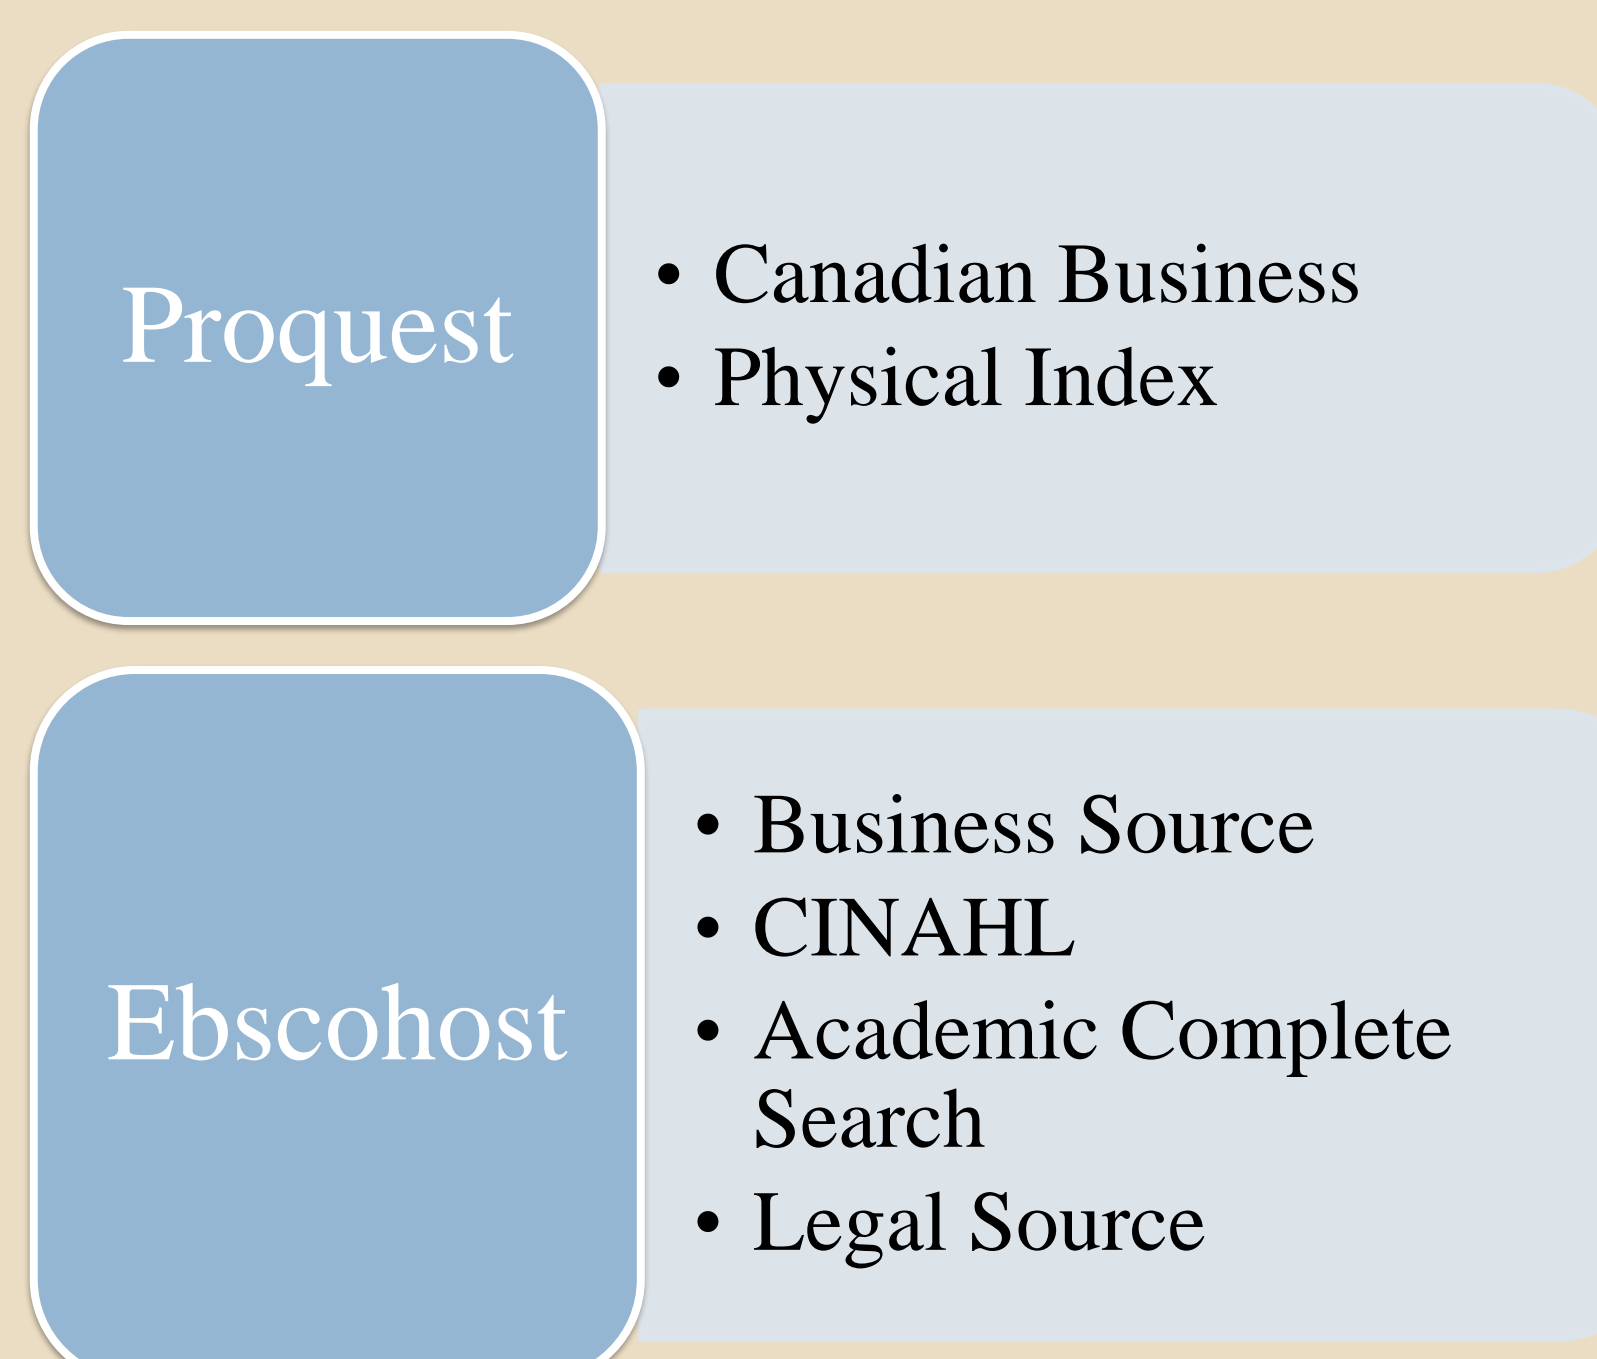 Proquest
• Canadian Business
• Physical Index
Ebscohost
• Business Source
• CINAHL
• Academic Complete
Search
• Legal Source